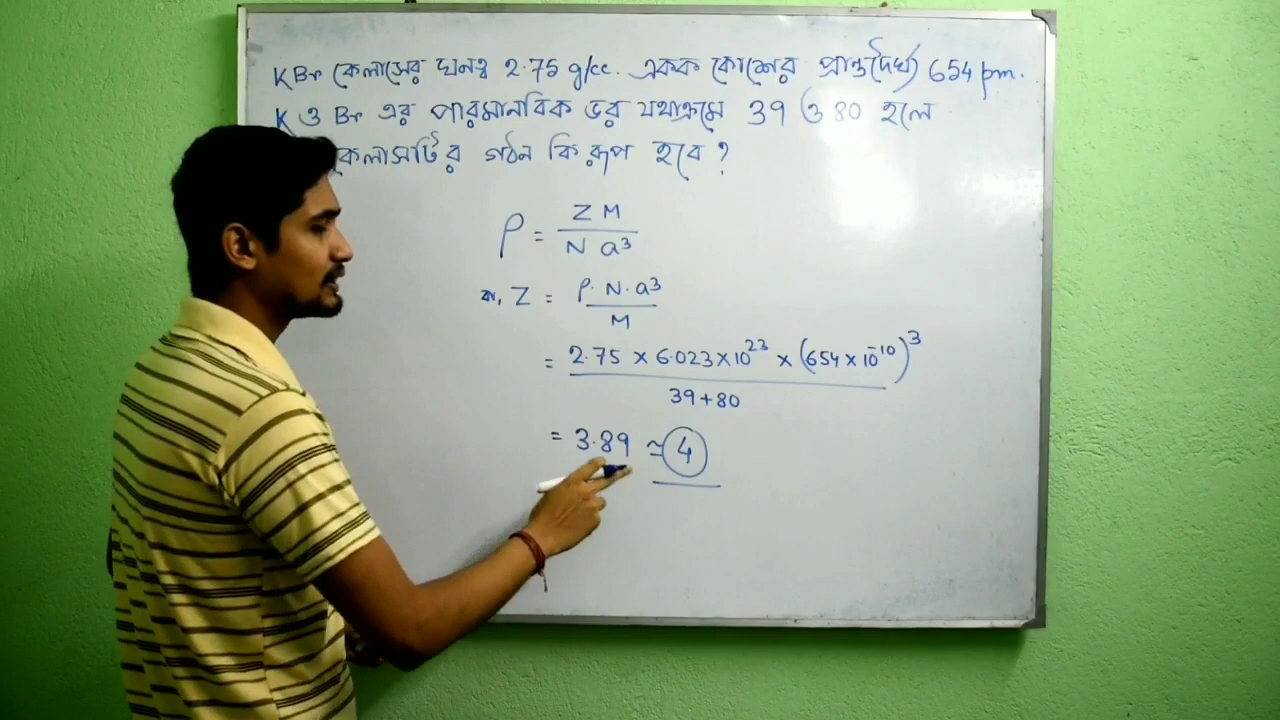 KBr কেলাসের ঘনত্ব 2.75 g/cc. একক কোশের প্রান্তদৈর্ঘ্য 654 pm.
K ও Br এর পারমানবিক ভর যথাক্রমে 39 ও 80 হলে
কেলাসটির গঠন কিরূপ হবে ?
ρ = ZM / N a³
বা, Z = ρ· N· a³ / M
= 2.75 × 6.023×10²³ × (654×10⁻¹⁰)³ / 39+80
= 3.89 ≃ 4